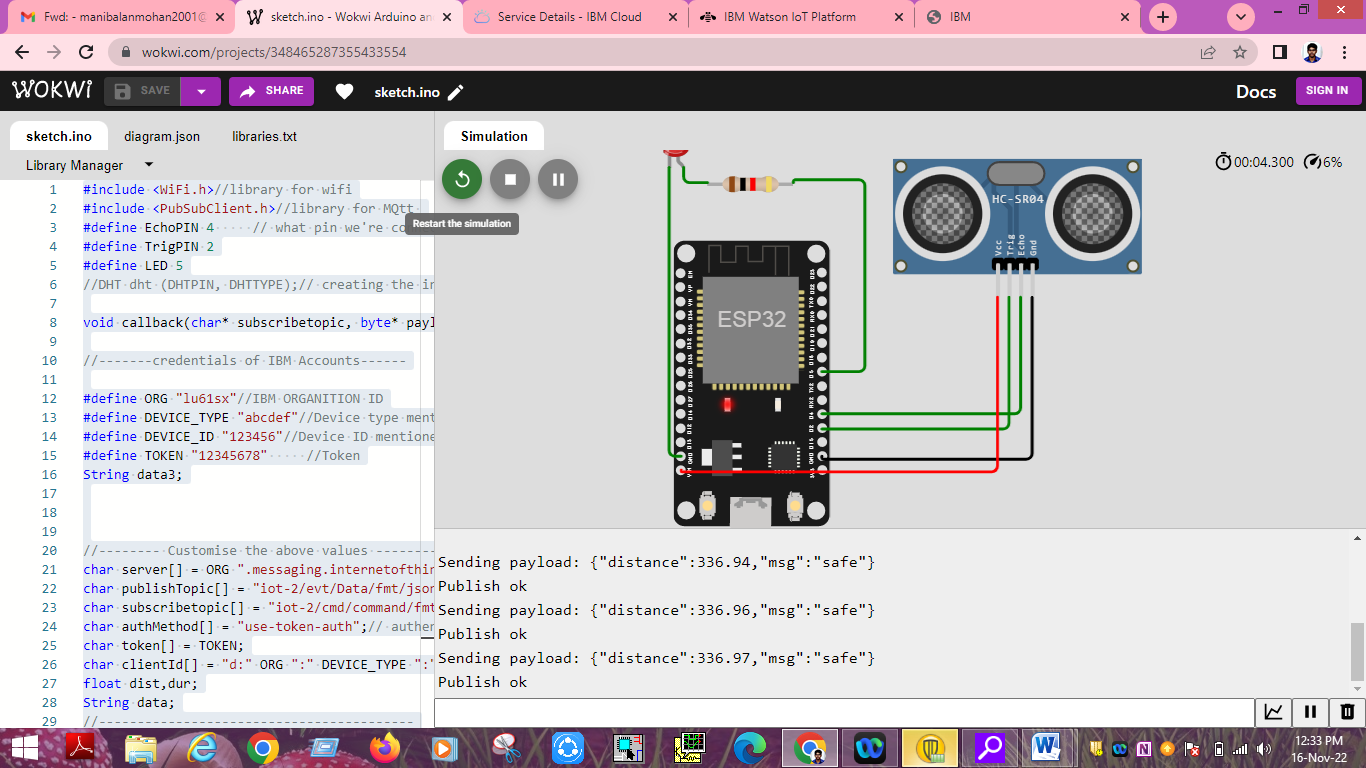 Fwd: - manibalanmohan2001@
sketch.ino - Wokwi Arduino an
Service Details - IBM Cloud
IBM Watson IoT Platform
IBM
wokwi.com/projects/348465287355433554
WOKWI
SAVE
SHARE
sketch.ino
Docs
SIGN IN
sketch.ino
diagram.json
libraries.txt
Library Manager
1 #include <WiFi.h>//library for wifi
2 #include <PubSubClient.h>//library for MQtt
3 #define EchoPIN 4 // what pin we're co
4 #define TrigPIN 2
5 #define LED 5
6 //DHT dht (DHTPIN, DHTTYPE);// creating the in
7
8 void callback(char* subscribetopic, byte* payl
9
10 //-------credentials of IBM Accounts------
11
12 #define ORG "lu61sx"//IBM ORGANITION ID
13 #define DEVICE_TYPE "abcdef"//Device type ment
14 #define DEVICE_ID "123456"//Device ID mentione
15 #define TOKEN "12345678" //Token
16 String data3;
17
18
19
20 //-------- Customise the above values --------
21 char server[] = ORG ".messaging.internetofthin
22 char publishTopic[] = "iot-2/evt/Data/fmt/json
23 char subscribetopic[] = "iot-2/cmd/command/fmt
24 char authMethod[] = "use-token-auth";// authen
25 char token[] = TOKEN;
26 char clientId[] = "d:" ORG ":" DEVICE_TYPE ":"
27 float dist,dur;
28 String data;
29 //-----------------------------------------
Simulation
Restart the simulation
00:04.300
6%
ESP32
HC-SR04
Vcc
Trig
Echo
Gnd
Sending payload: {"distance":336.94,"msg":"safe"}
Publish ok
Sending payload: {"distance":336.96,"msg":"safe"}
Publish ok
Sending payload: {"distance":336.97,"msg":"safe"}
Publish ok
12:33 PM
16-Nov-22